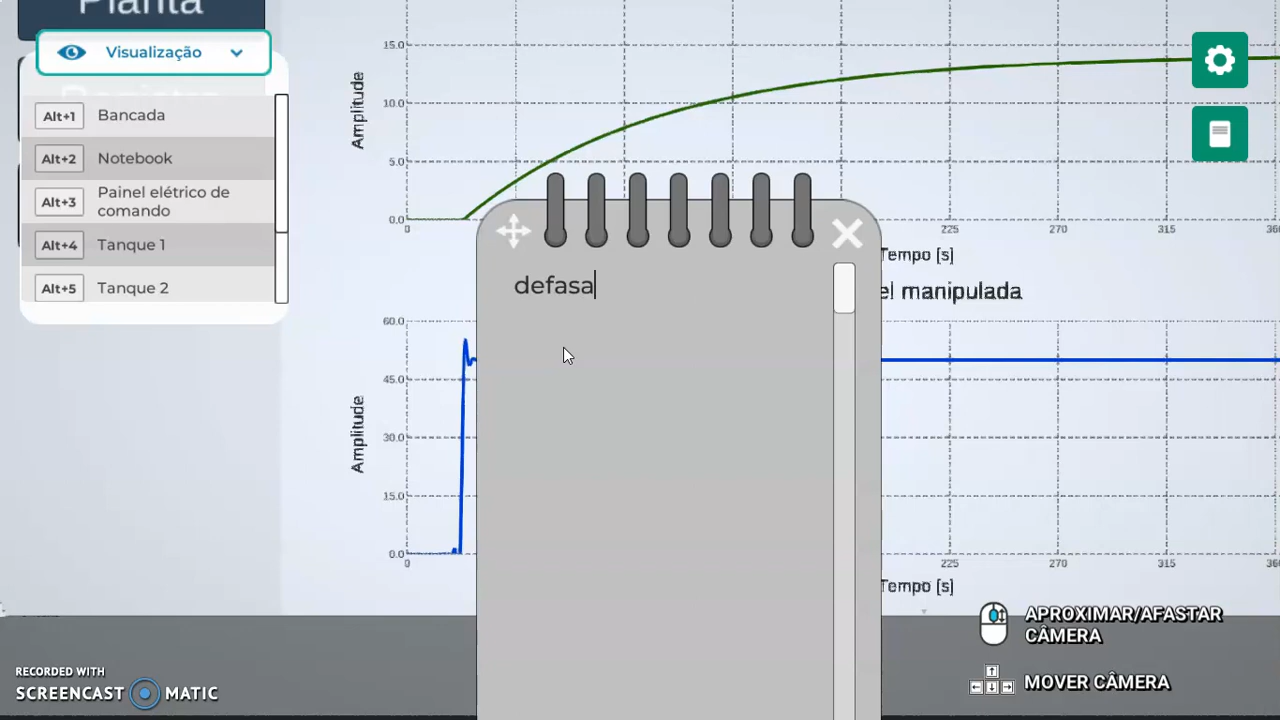 Planta
Visualização
Alt+1 Bancada
Alt+2 Notebook
Alt+3 Painel elétrico de
comando
Alt+4 Tanque 1
Alt+5 Tanque 2
Amplitude
15.0
10.0
5.0
0.0
0
225
270
315
360
Tempo [s]
defasa
el manipulada
Amplitude
60.0
45.0
30.0
15.0
0.0
0
225
270
315
Tempo [s]
APROXIMAR/AFASTAR
CÂMERA
MOVER CÂMERA
RECORDED WITH
SCREENCAST MATIC